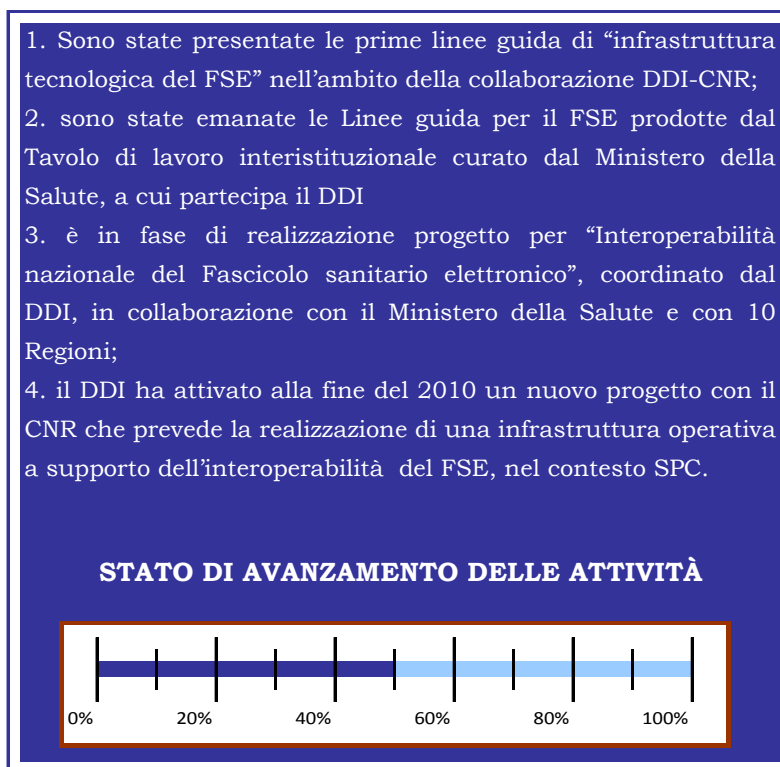 1. Sono state presentate le prime linee guida di “infrastruttura
tecnologica del FSE” nell’ambito della collaborazione DDI-CNR;
2. sono state emanate le Linee guida per il FSE prodotte dal
Tavolo di lavoro interistituzionale curato dal Ministero della
Salute, a cui partecipa il DDI
3. è in fase di realizzazione progetto per “Interoperabilità
nazionale del Fascicolo sanitario elettronico”, coordinato dal
DDI, in collaborazione con il Ministero della Salute e con 10
Regioni;
4. il DDI ha attivato alla fine del 2010 un nuovo progetto con il
CNR che prevede la realizzazione di una infrastruttura operativa
a supporto dell’interoperabilità del FSE, nel contesto SPC.
STATO DI AVANZAMENTO DELLE ATTIVITÀ
0% 20% 40% 60% 80% 100%